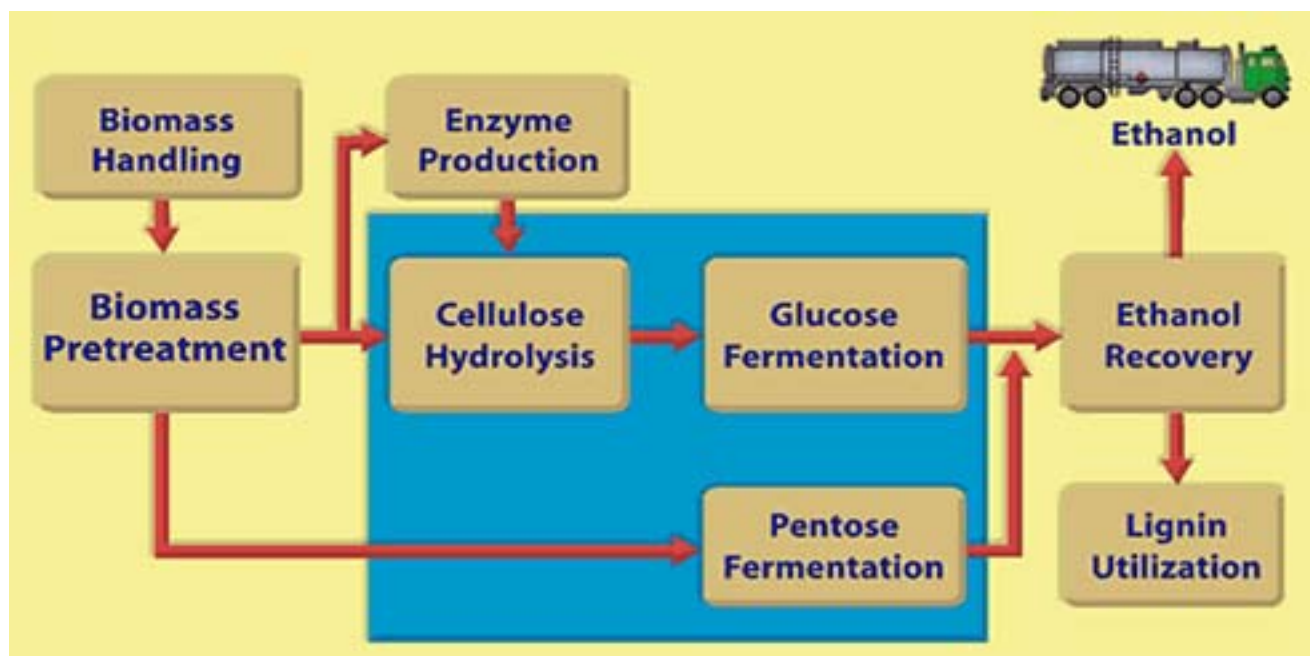 Biomass
Handling
Enzyme
Production
Ethanol
Biomass
Pretreatment
Cellulose
Hydrolysis
Glucose
Fermentation
Ethanol
Recovery
Pentose
Fermentation
Lignin
Utilization